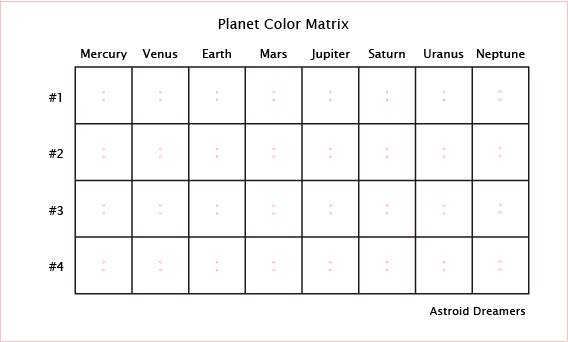 Planet Color Matrix
Mercury Venus Earth Mars Jupiter Saturn Uranus Neptune
#1
#2
#3
#4
Astroid Dreamers